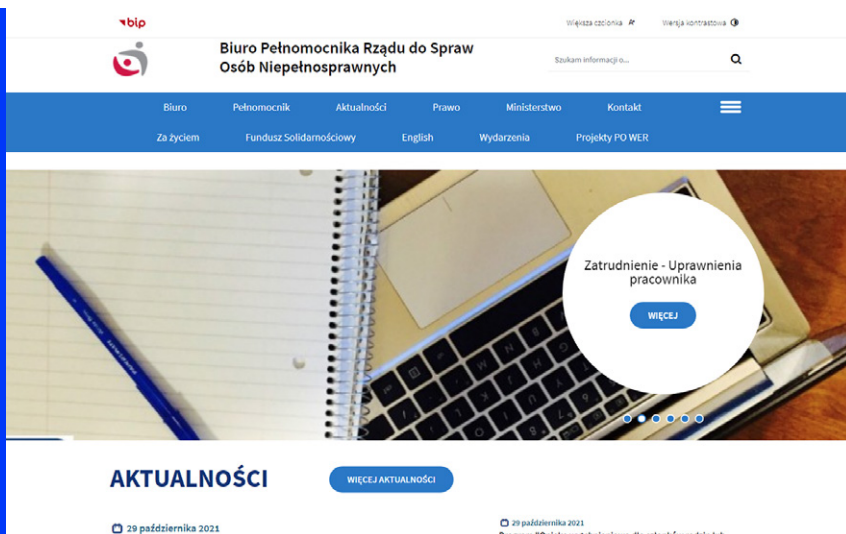 bip
Większa czcionka
Wersja kontrastowa
Biuro Pełnomocnika Rządu do Spraw
Osób Niepełnosprawnych
Szukam informacji o...
Biuro Pełnomocnik Aktualności Prawo Ministerstwo Kontakt
Za życiem Fundusz Solidarnościowy English Wydarzenia Projekty PO WER
Zatrudnienie - Uprawnienia
pracownika
WIĘCEJ
AKTUALNOŚCI
WIĘCEJ AKTUALNOŚCI
29 października 2021
29 października 2021